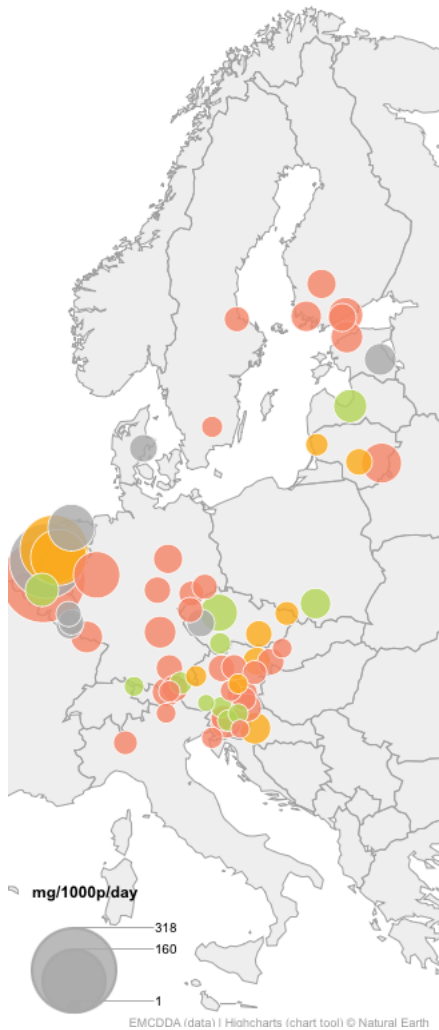 mg/1000p/day
318
160
1
EMCDDA (data) | Highcharts (chart tool) © Natural Earth